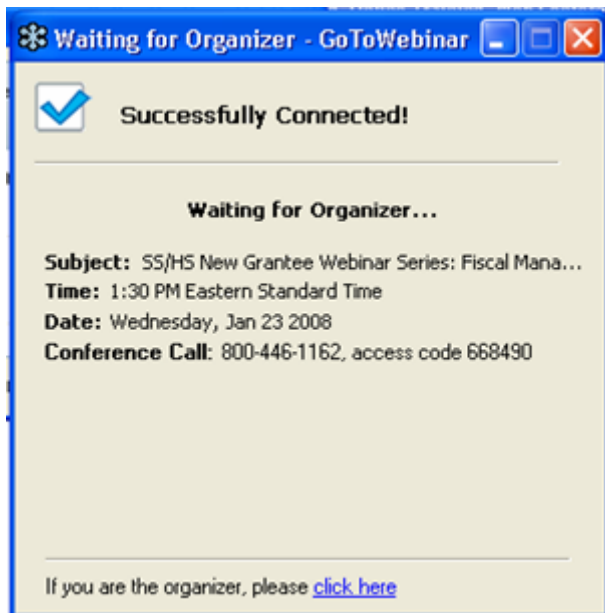 Waiting for Organizer - GoToWebinar
Successfully Connected!
Waiting for Organizer...
Subject: SS/HS New Grantee Webinar Series: Fiscal Mana...
Time: 1:30 PM Eastern Standard Time
Date: Wednesday, Jan 23 2008
Conference Call: 800-446-1162, access code 668490
If you are the organizer, please click here